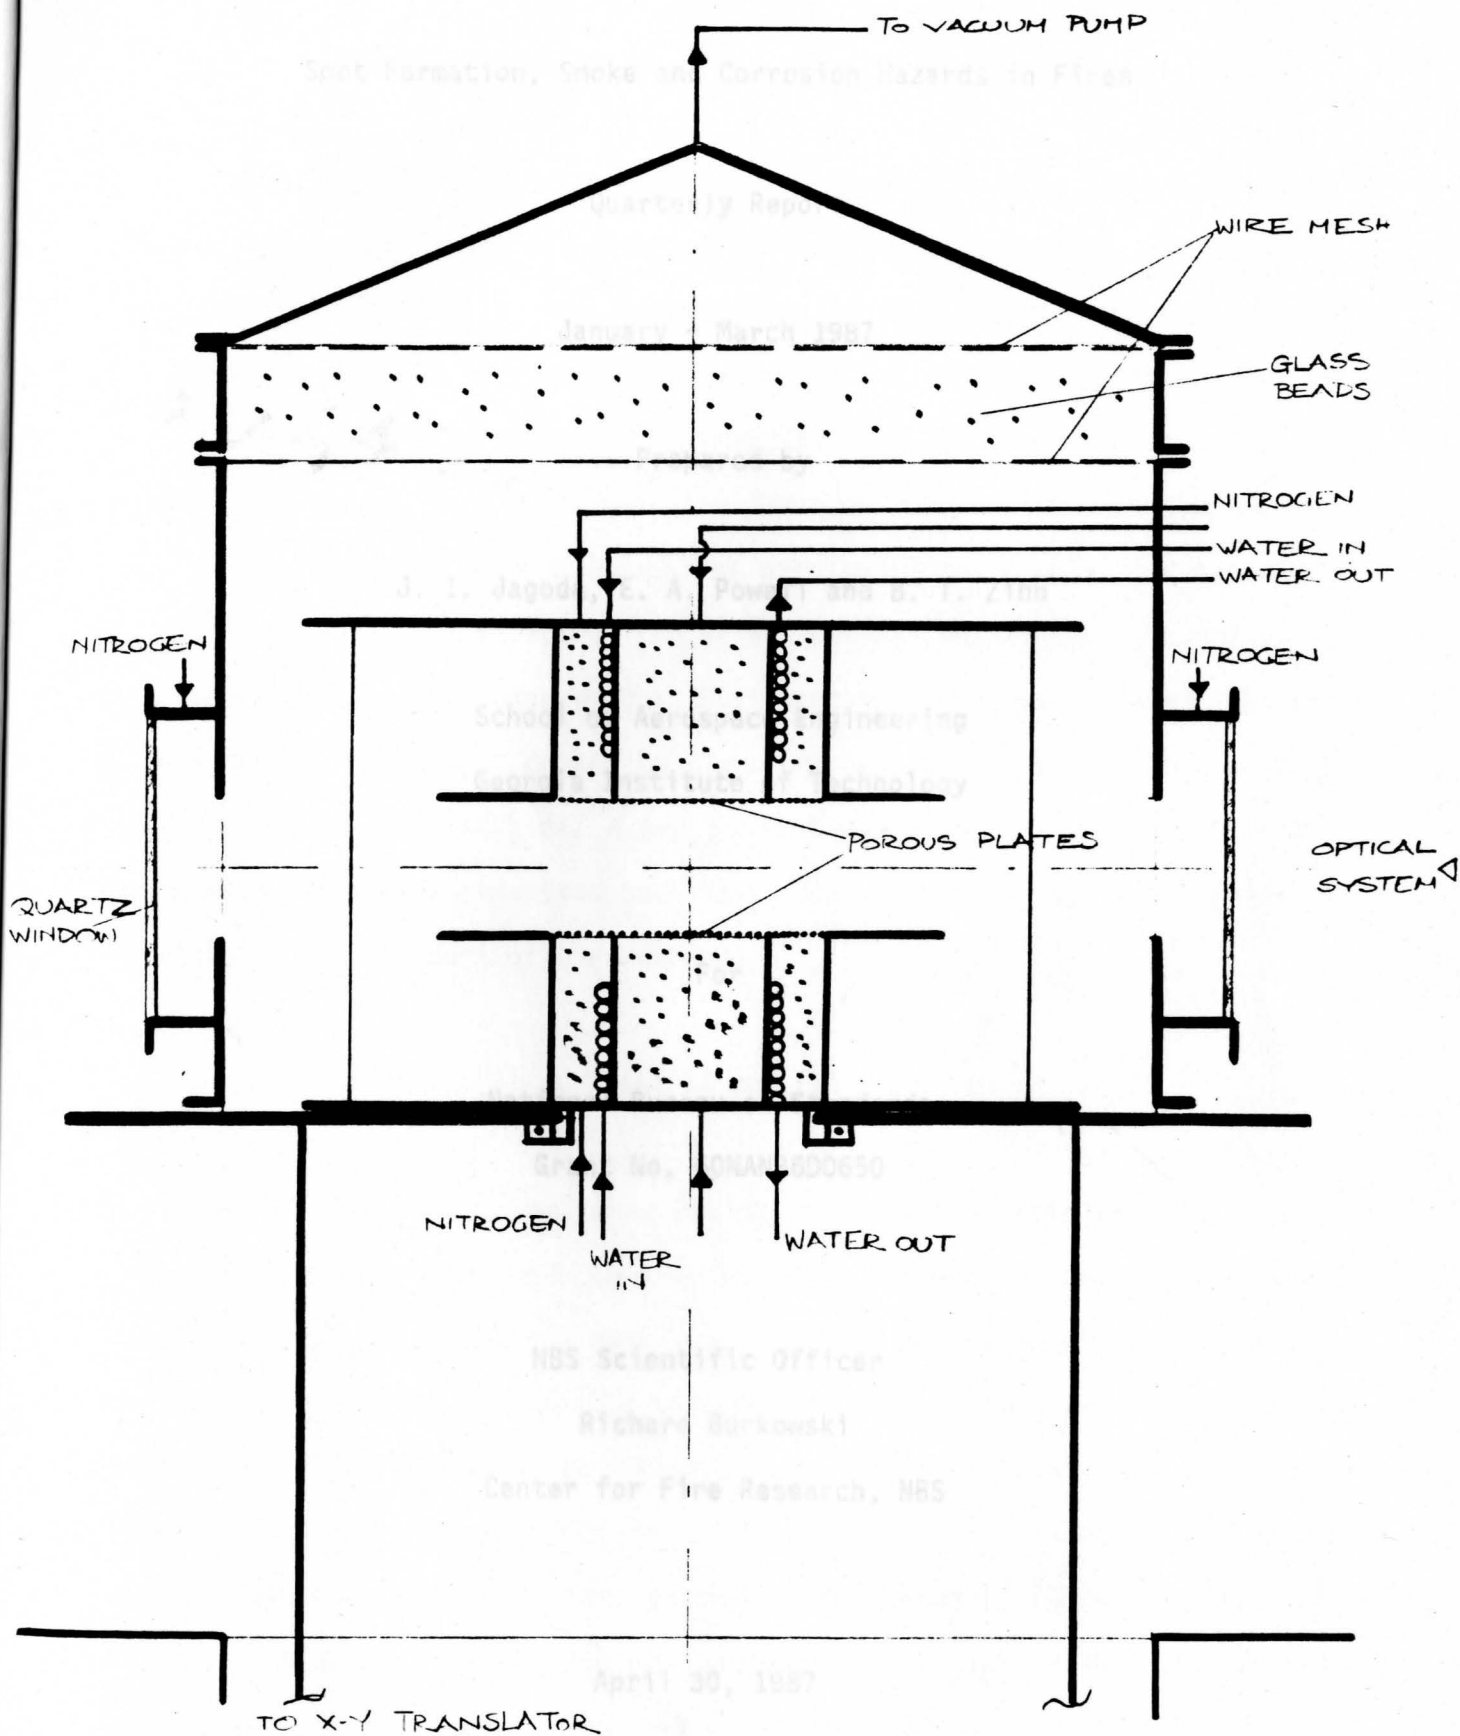 TO VACUUM PUMP
Soot Formation, Smoke and Corrosion Hazards in Fires
Quarterly Report
WIRE MESH
January - March 1987
GLASS
BEADS
Prepared by
NITROGEN
WATER IN
WATER OUT
J. I. Jagoda, E. A. Powell and B. T. Zinn
NITROGEN
NITROGEN
School of Aerospace Engineering
Georgia Institute of Technology
POROUS PLATES
OPTICAL
SYSTEM
QUARTZ
WINDOW
For
National Bureau of Standards
Grant No.
NITROGEN
WATER
IN
WATER OUT
NBS Scientific Officer
Richard
Center for Fire Research, NBS
April 30, 1987
TO X-Y TRANSLATOR